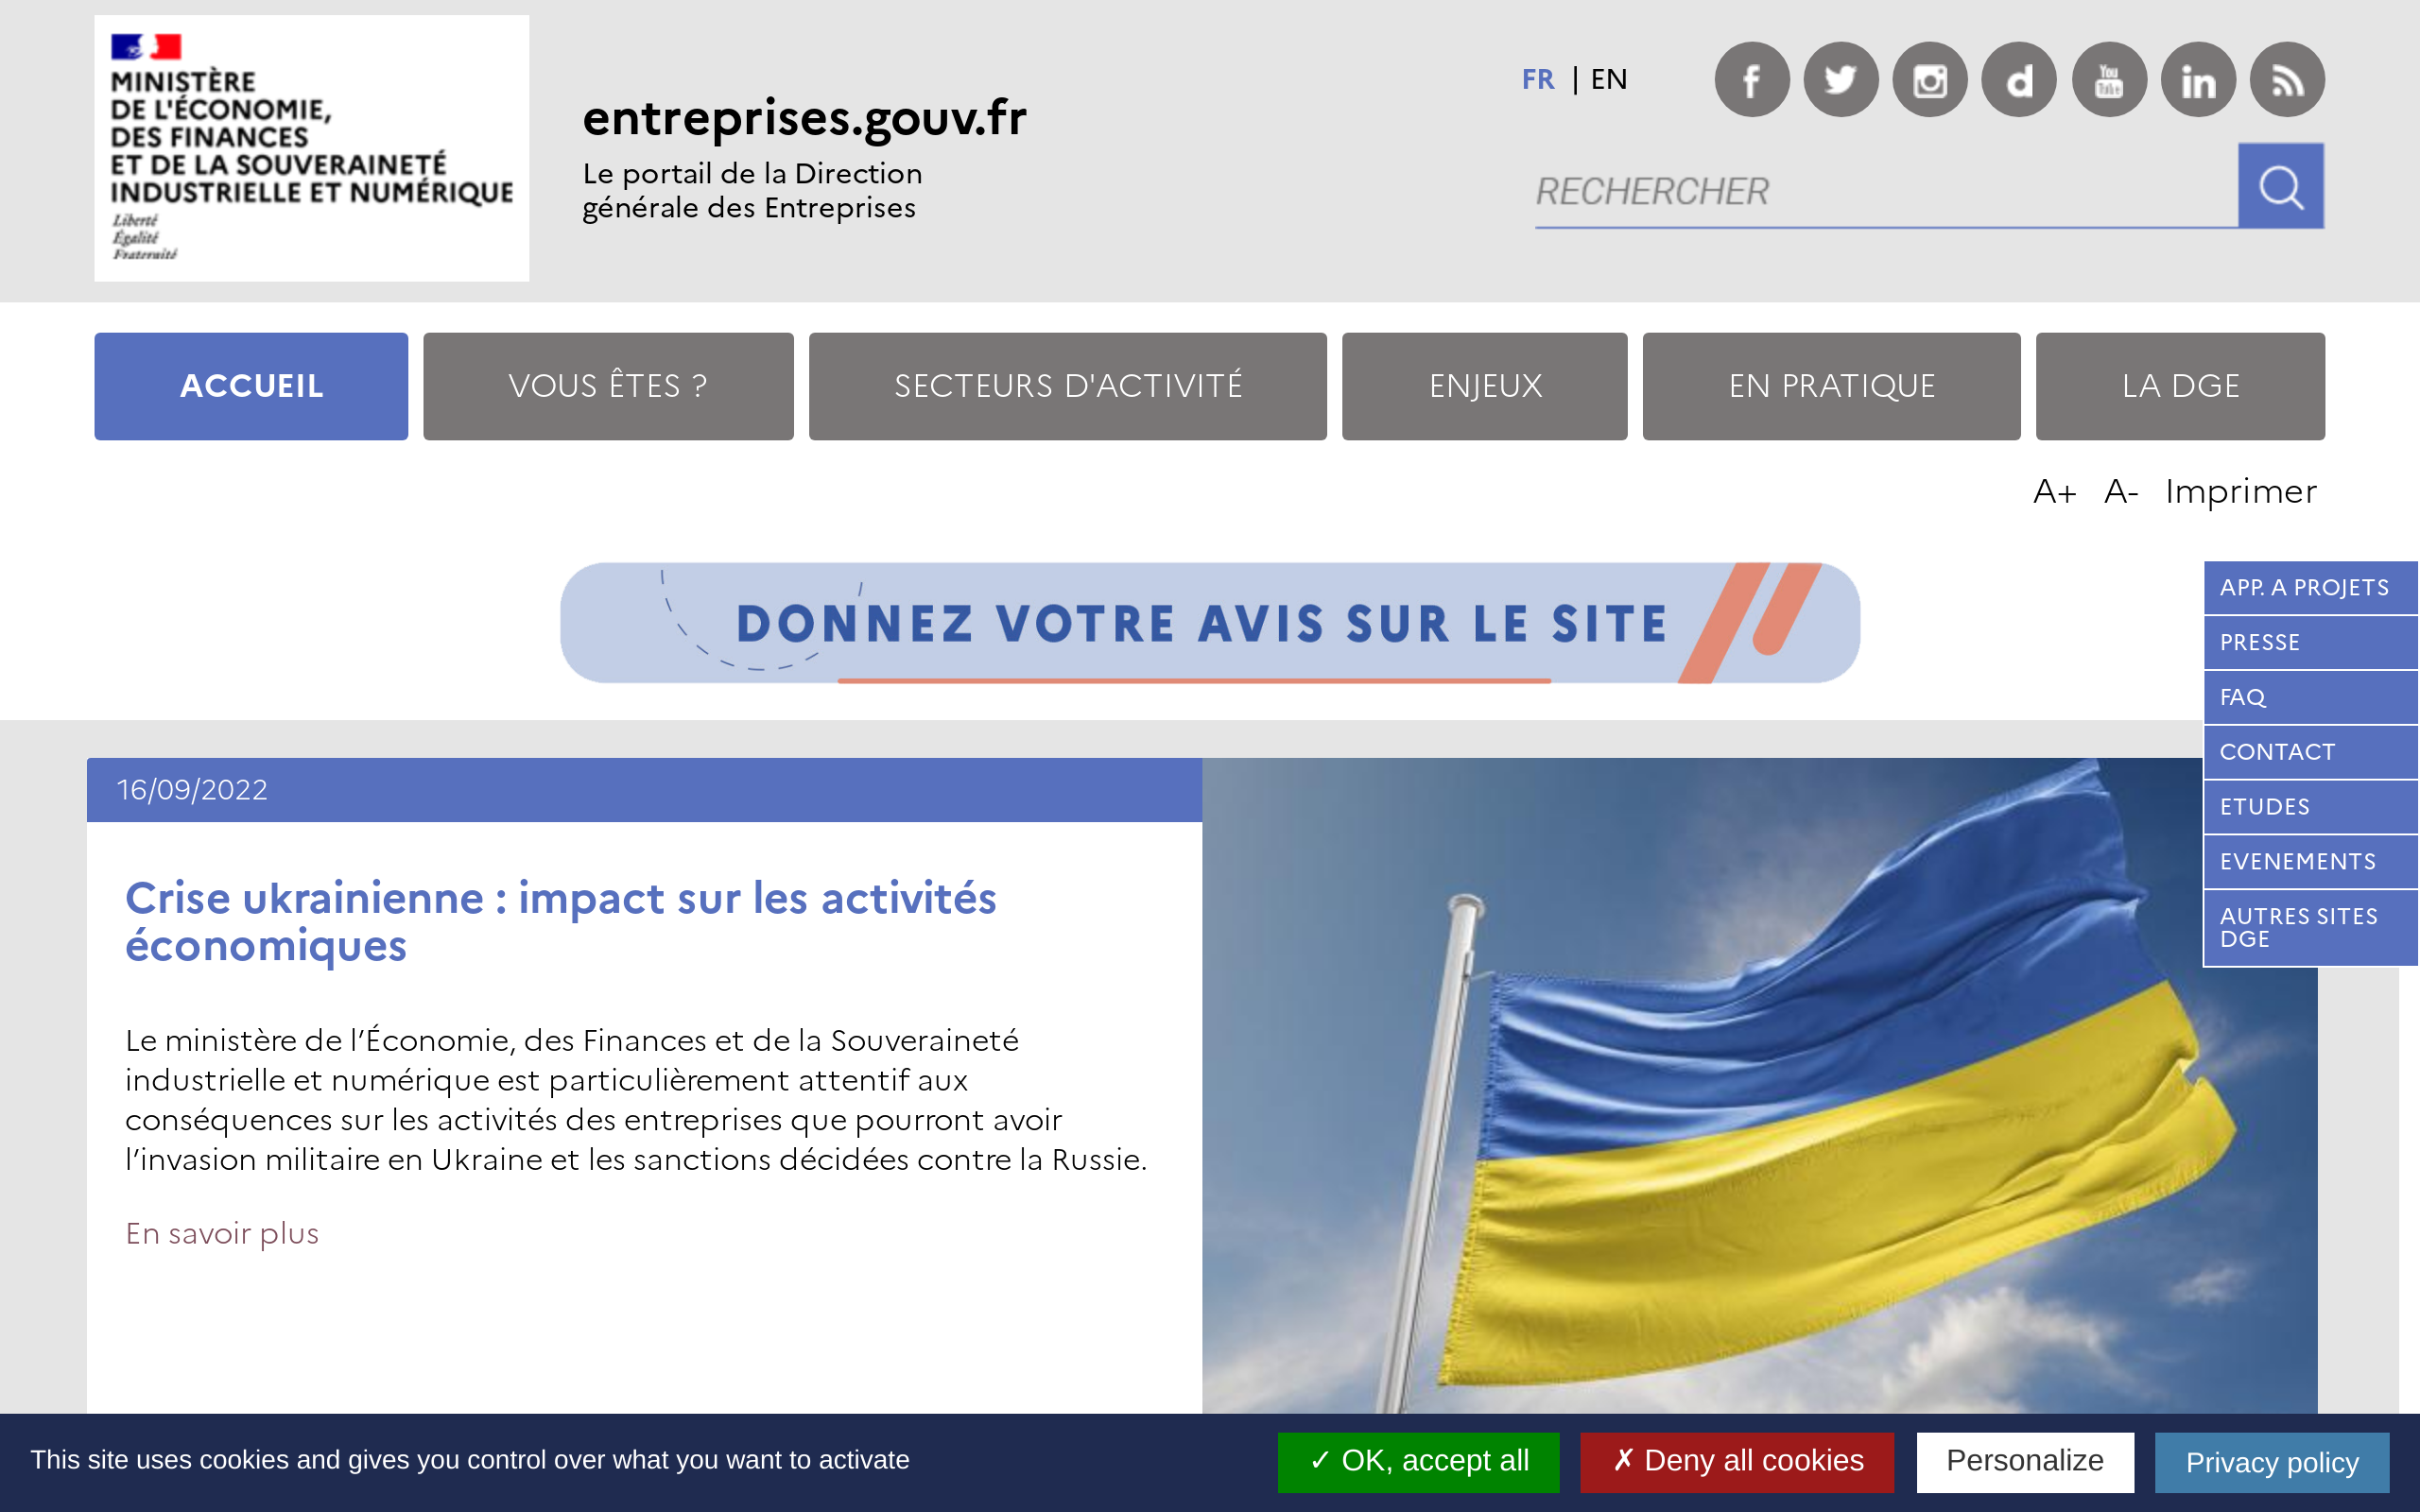 MINISTÈRE
DE L'ÉCONOMIE,
DES FINANCES
ET DE LA SOUVERAINETÉ
INDUSTRIELLE ET NUMÉRIQUE
Liberté
Égalité
Fraternité
entreprises.gouv.fr
Le portail de la Direction
générale des Entreprises
FR | EN
You
Tube
RECHERCHER
ACCUEIL
VOUS ÊTES ?
SECTEURS D'ACTIVITÉ
ENJEUX
EN PRATIQUE
LA DGE
A+ A- Imprimer
DONNEZ VOTRE AVIS SUR LE SITE
APP. A PROJETS
PRESSE
FAQ
CONTACT
ETUDES
EVENEMENTS
AUTRES SITES
DGE
16/09/2022
Crise ukrainienne : impact sur les activités
économiques
Le ministère de l’Économie, des Finances et de la Souveraineté
industrielle et numérique est particulièrement attentif aux
conséquences sur les activités des entreprises que pourront avoir
l’invasion militaire en Ukraine et les sanctions décidées contre la Russie.
En savoir plus
This site uses cookies and gives you control over what you want to activate
✓ OK, accept all
✗ Deny all cookies
Personalize
Privacy policy